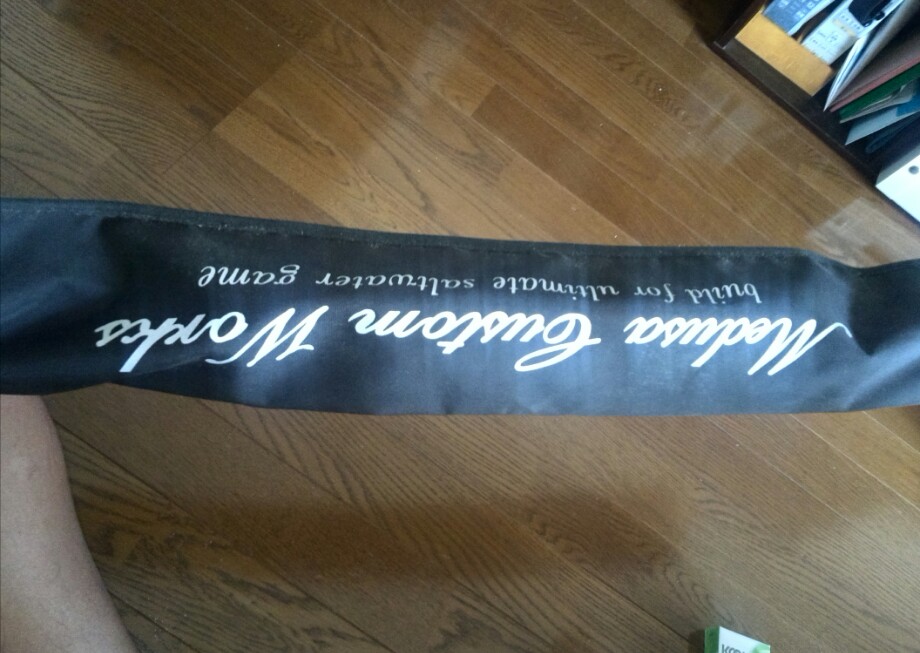 Medusa Custom Works
build for ultimate saltwater game